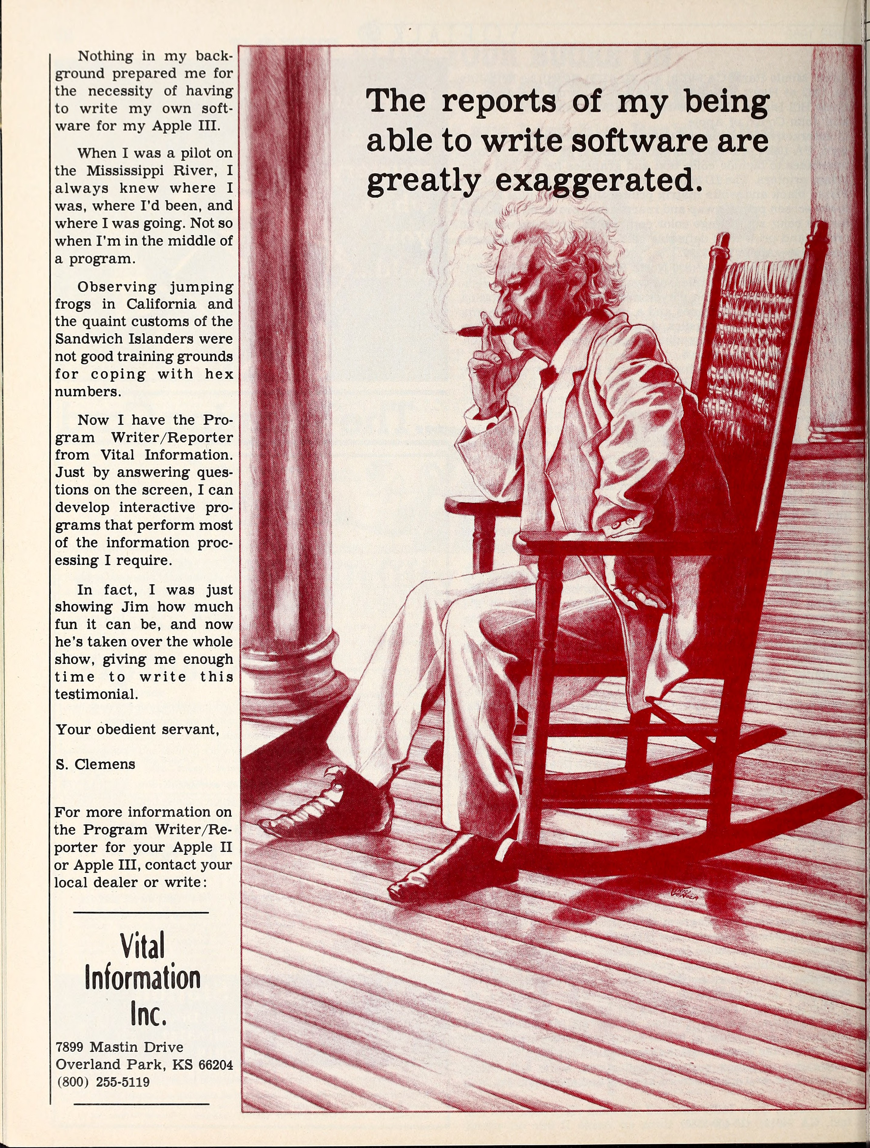 Nothing in my back-
ground prepared me for
the necessity of having
to write my own soft-
ware for my Apple III.
When I was a pilot on
the Mississippi River, I
always knew where I
was, where I'd been, and
where I was going. Not so
when I'm in the middle of
a program.
Observing jumping
frogs in California and
the quaint customs of the
Sandwich Islanders were
not good training grounds
for coping with hex
numbers.
Now I have the Pro-
gram Writer/Reporter
from Vital Information.
Just by answering ques-
tions on the screen, I can
develop interactive pro-
grams that perform most
of the information proc-
essing I require.
In fact, I was just
showing Jim how much
fun it can be, and now
he's taken over the whole
show, giving me enough
time to write this
testimonial.
Your obedient servant,
S. Clemens
For more information on
the Program Writer/Re-
porter for your Apple II
or Apple III, contact your
local dealer or write:
Vital
Information
Inc.
7899 Mastin Drive
Overland Park, KS 66204
(800) 255-5119
The reports of my being
able to write software are
greatly exaggerated.